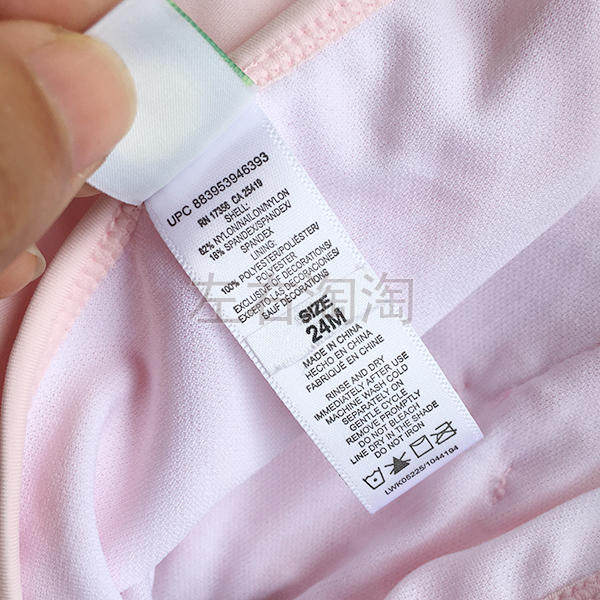 UPC 883953946393
RN 17356 CA 25419
SHELL:
82% NYLON/NAILON/NYLON
18% SPANDEX/SPANDEX/
SPANDEX
LINING:
100% POLYESTER/POLIÉSTER/
POLYESTER
EXCLUSIVE OF DECORATIONS/
EXCEPTO LAS DECORACIONES/
SAUF DÉCORATIONS
SIZE
24M
MADE IN CHINA
HECHO EN CHINA
FABRIQUÉ EN CHINE
RINSE AND DRY
IMMEDIATELY AFTER USE
MACHINE WASH COLD
SEPARATELY ON
GENTLE CYCLE
REMOVE PROMPTLY
DO NOT BLEACH
LINE DRY IN THE SHADE
DO NOT IRON
LWK05225/1044194
左右淘淘